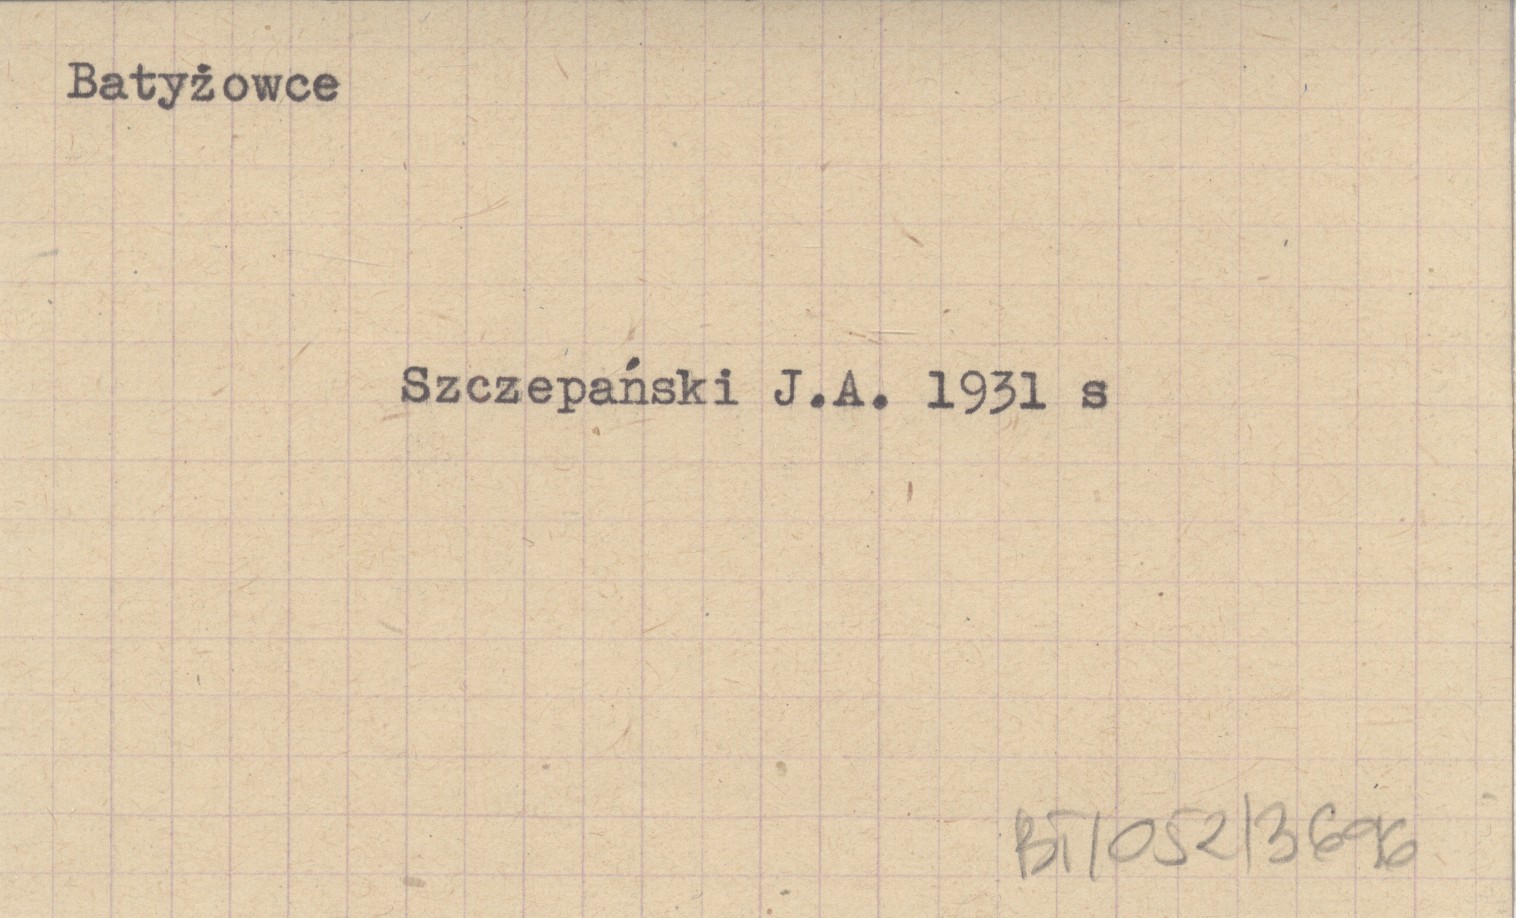 Batyżowce
Szczepański J.A. 1931 s
BT/052/3696